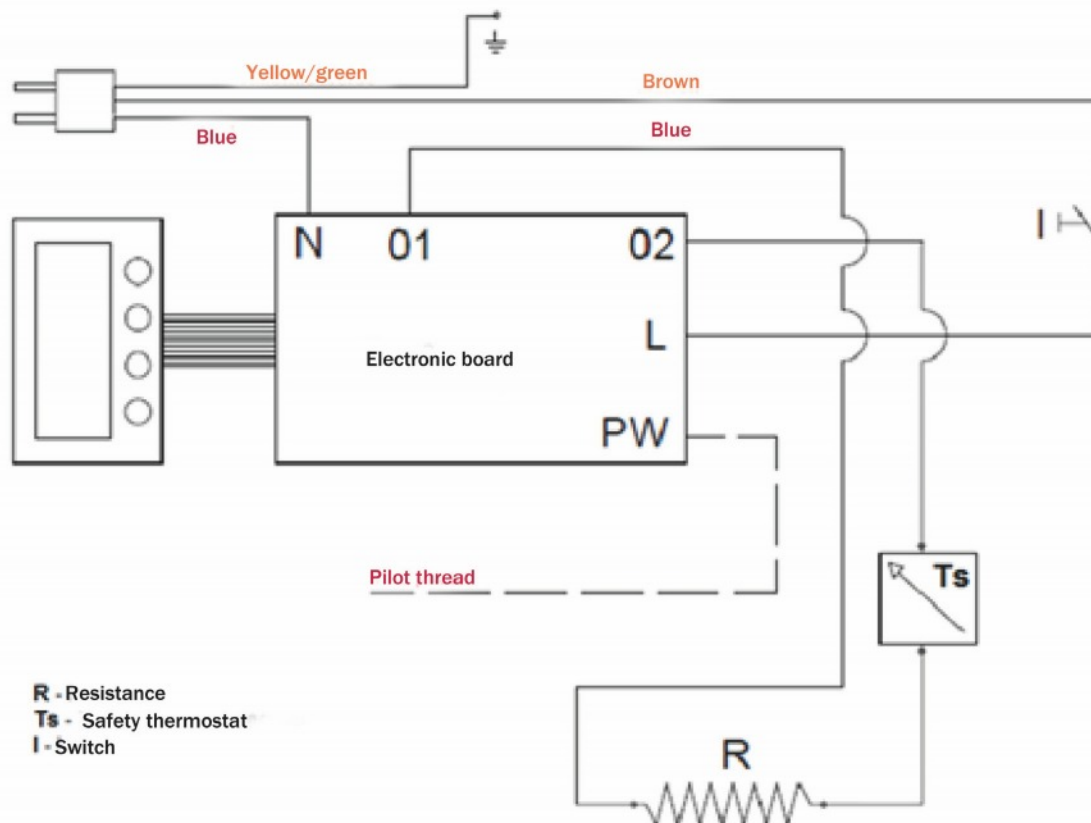 Yellow/green
Brown
Blue
Blue
N
01
02
I
L
Electronic board
PW
Pilot thread
Ts
R - Resistance
Ts - Safety thermostat
I - Switch
R